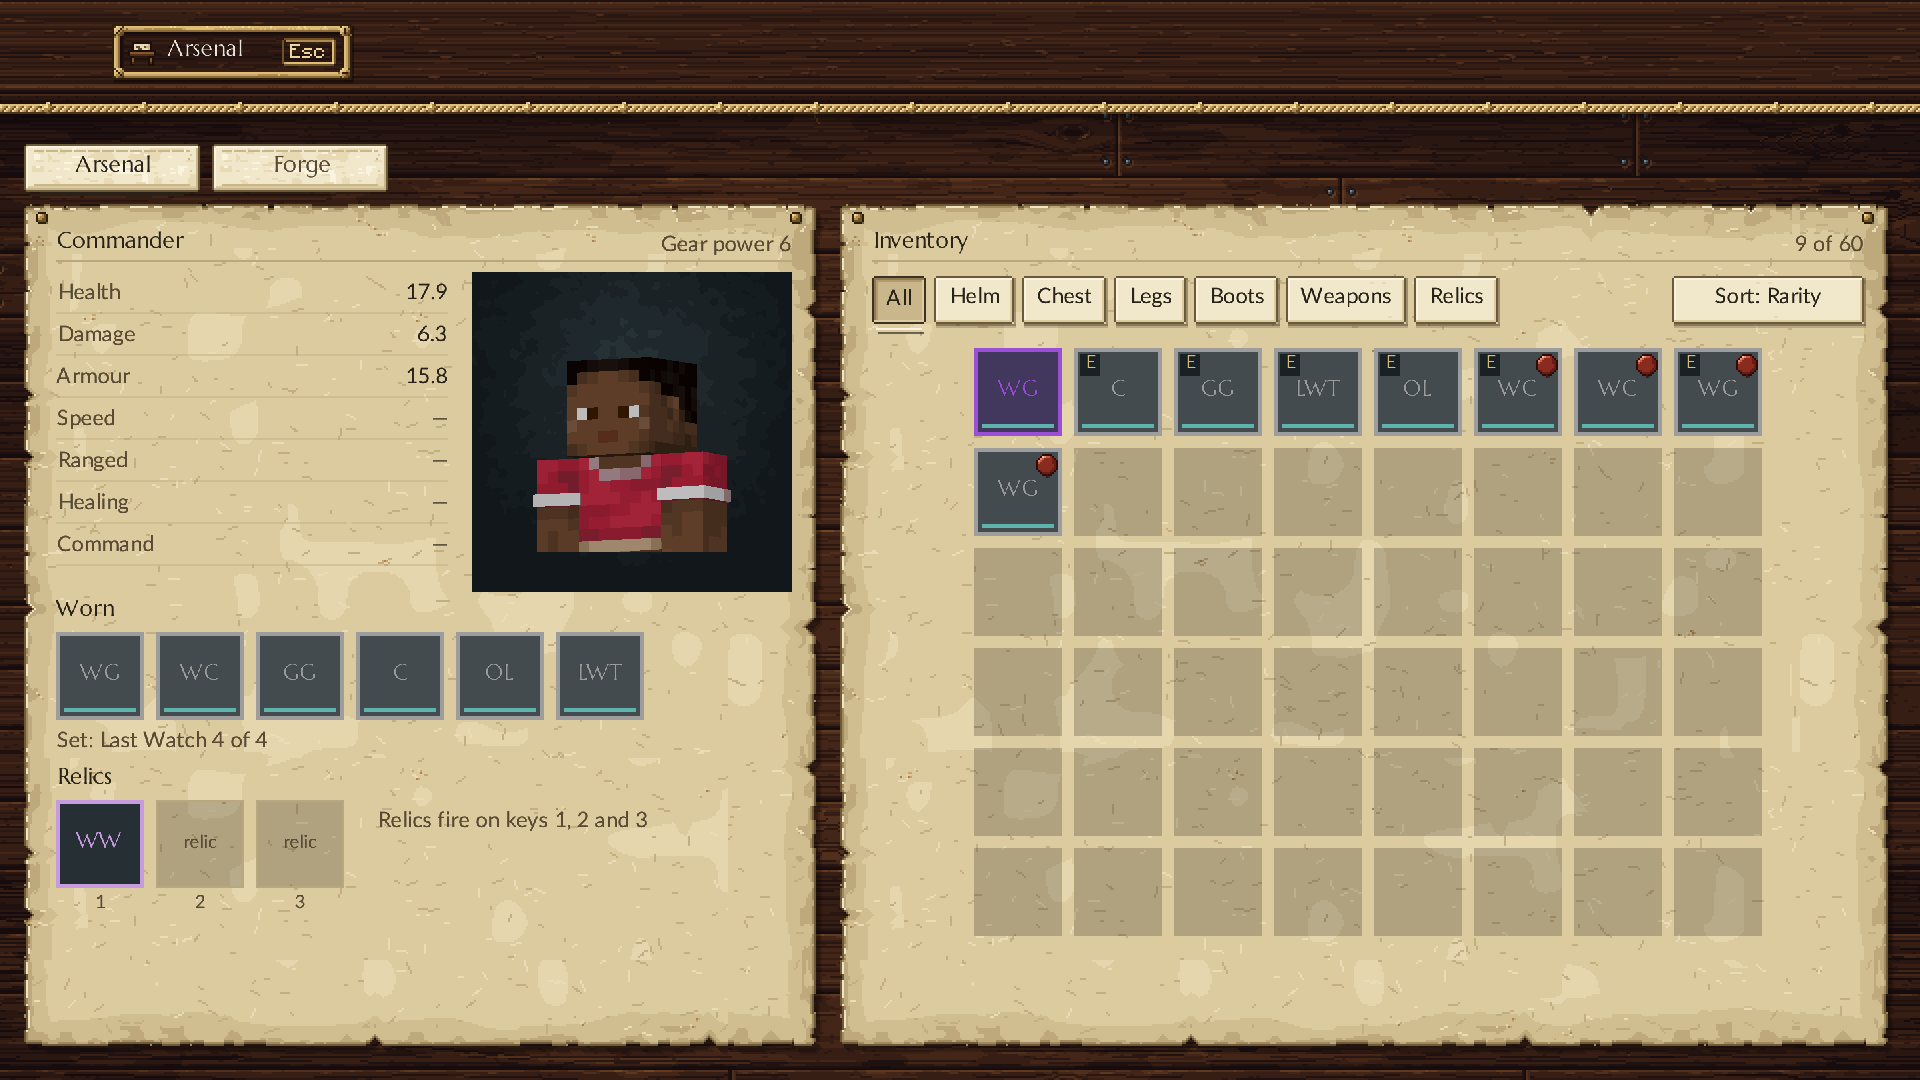 Arsenal Esc
Arsenal Forge
Commander Gear power 6
Health 17.9
Damage 6.3
Armour 15.8
Speed –
Ranged –
Healing –
Command –
Worn
WG WC GG C OL LWT
Set: Last Watch 4 of 4
Relics
WW relic relic
Relics fire on keys 1, 2 and 3
1 2 3
Inventory 9 of 60
All Helm Chest Legs Boots Weapons Relics Sort: Rarity
WG E C E GG E LWT E OL E WC WC E WG
WG